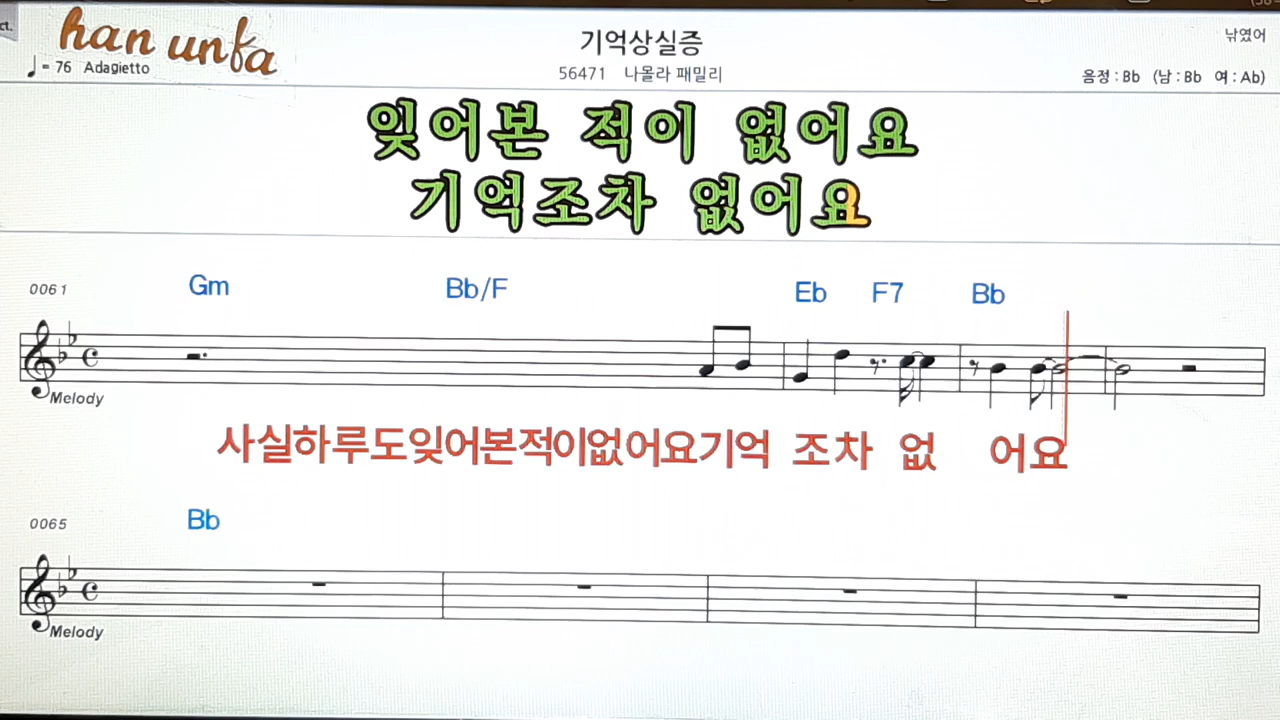 ct.
han unfa
기억상실증
낚였어
♩= 76 Adagietto
56471 나몰라 패밀리
음정 : Bb (남 : Bb 여 : Ab)
잊어본 적이 없어요
기억조차 없어요
0061 Gm Bb/F Eb F7 Bb
Melody
사실하루도잊어본적이없어요기억 조차 없 어요
0065 Bb
Melody